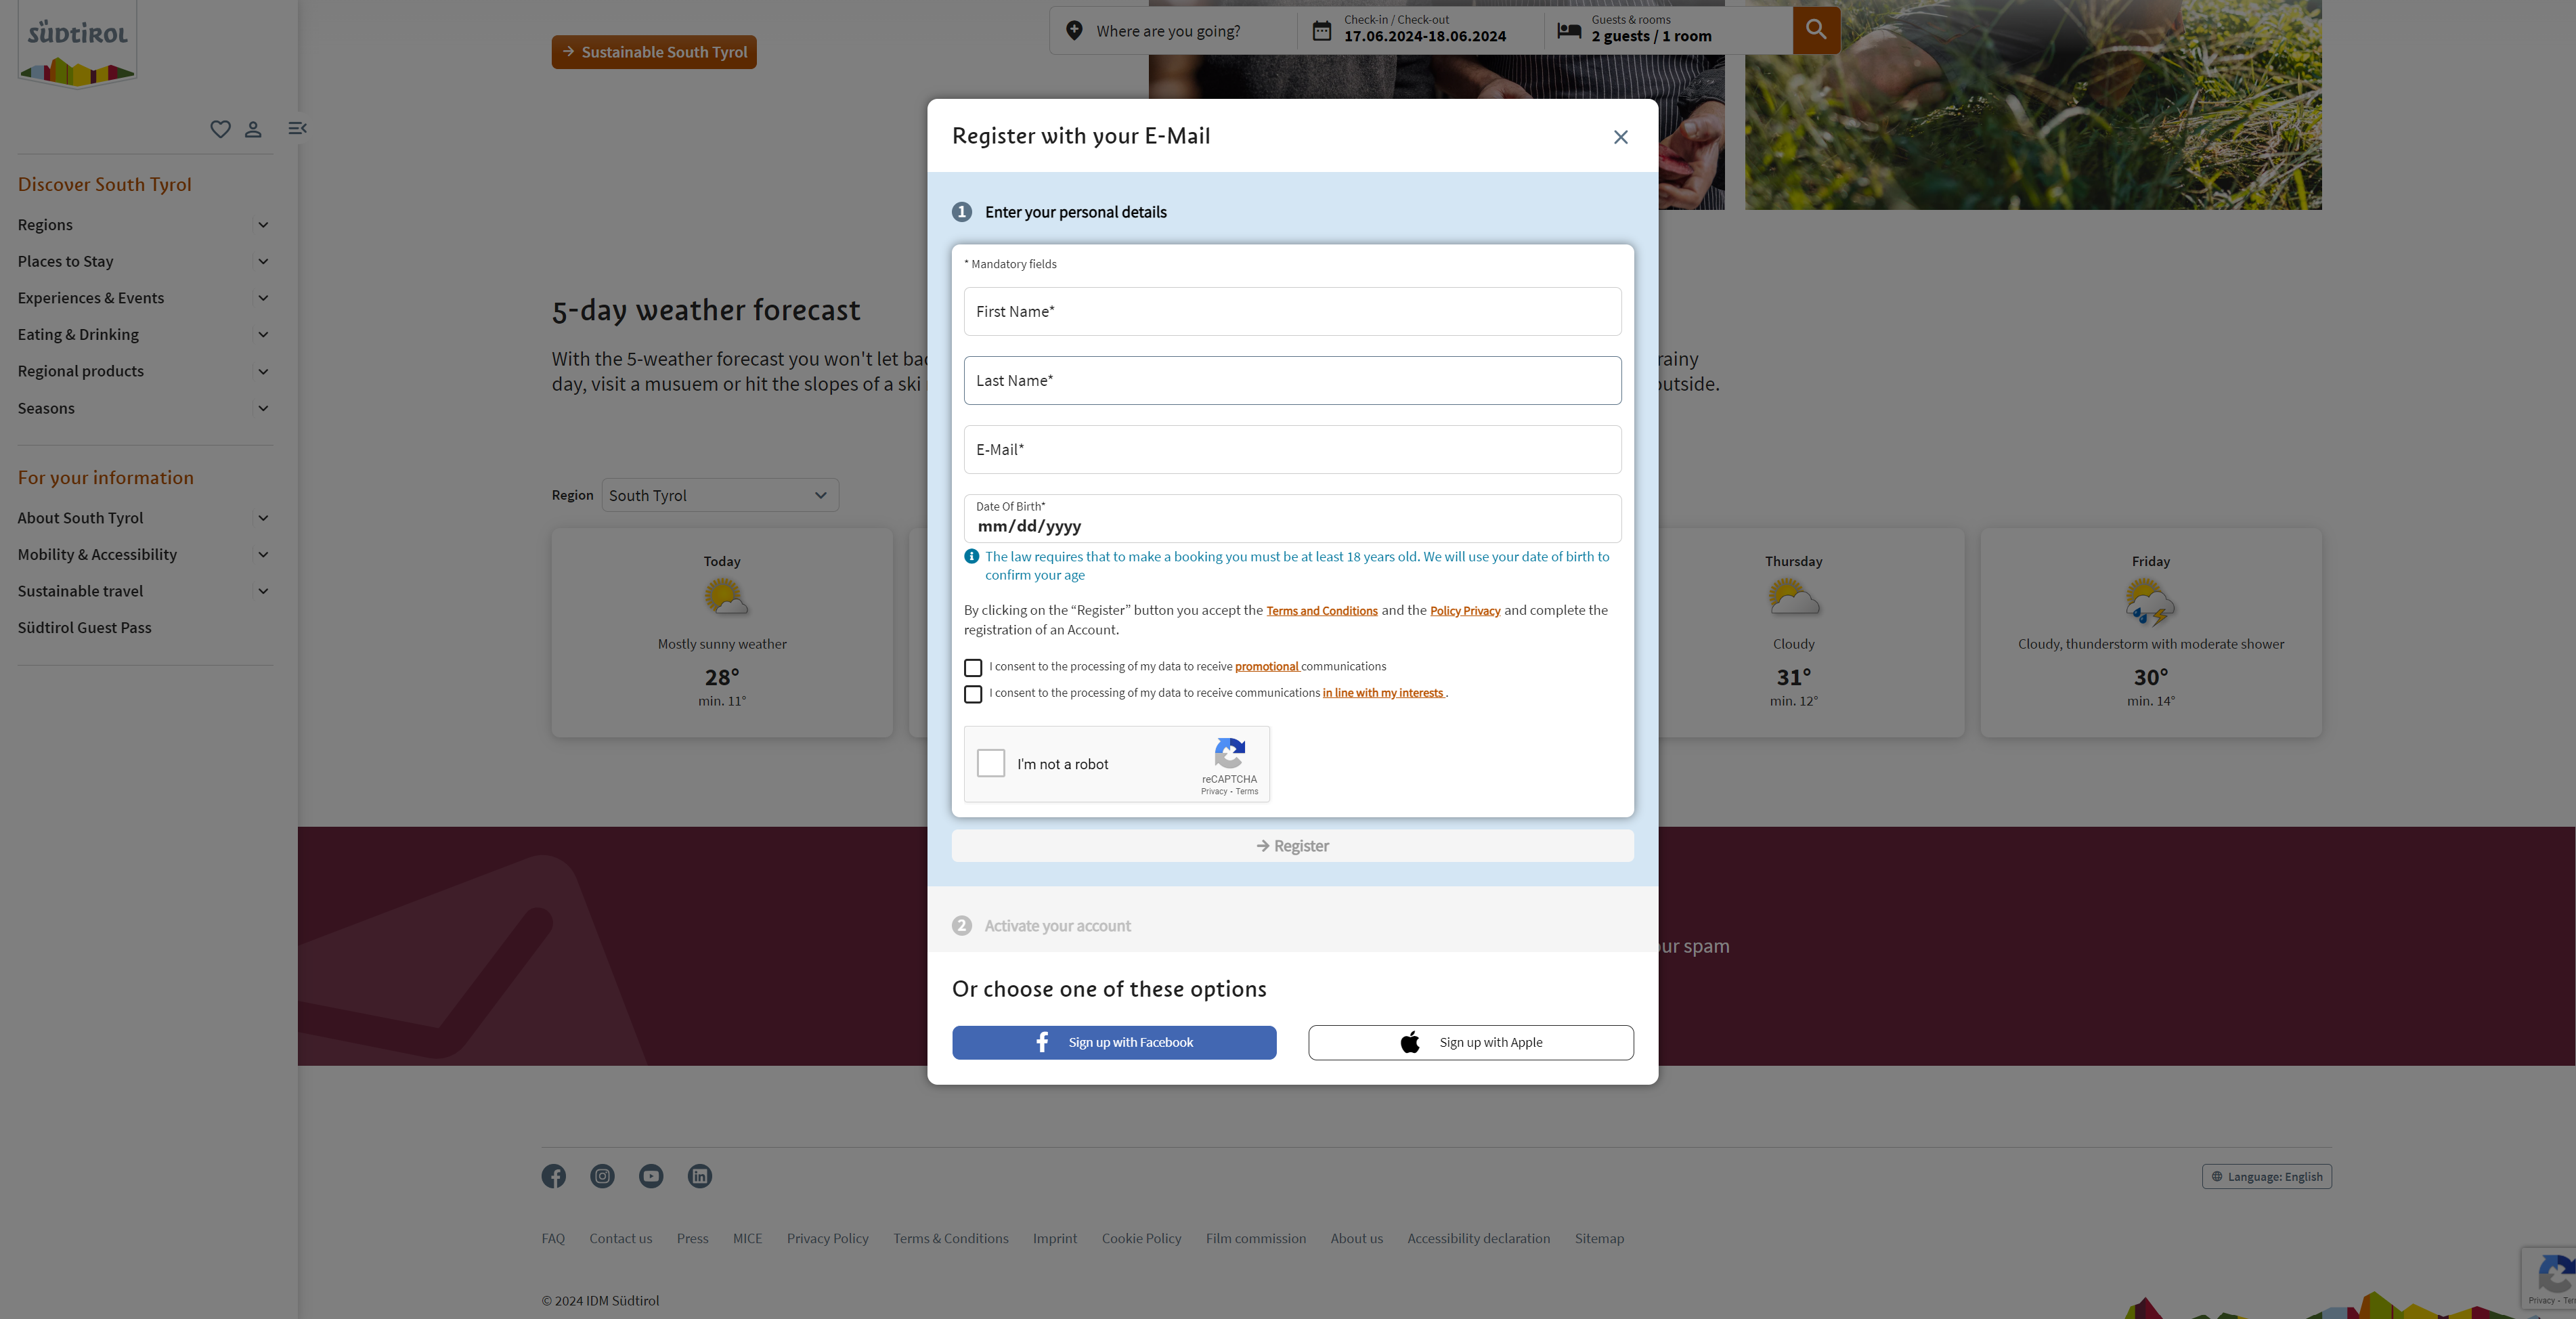 SÜDTIROL
Sustainable South Tyrol
Where are you going?
Check-in / Check-out
17.06.2024-18.06.2024
Guests & rooms
2 guests / 1 room
Discover South Tyrol
Regions
Places to Stay
Experiences & Events
Eating & Drinking
Regional products
Seasons
For your information
About South Tyrol
Mobility & Accessibility
Sustainable travel
Südtirol Guest Pass
5-day weather forecast
With the 5-weather forecast you won't let
rainy
day, visit a musuem or hit the slopes of a ski
outside.
Region
South Tyrol
Today
Mostly sunny weather
28°
min. 11°
Thursday
Cloudy
31°
min. 12°
Friday
Cloudy, thunderstorm with moderate shower
30°
min. 14°
Register with your E-Mail
1 Enter your personal details
* Mandatory fields
First Name*
Last Name*
E-Mail*
Date Of Birth*
mm/dd/yyyy
The law requires that to make a booking you must be at least 18 years old. We will use your date of birth to
confirm your age
By clicking on the “Register” button you accept the Terms and Conditions and the Policy Privacy and complete the
registration of an Account.
I consent to the processing of my data to receive promotional communications
I consent to the processing of my data to receive communications in line with my interests .
I'm not a robot
reCAPTCHA
Privacy - Terms
Register
2 Activate your account
Or choose one of these options
Sign up with Facebook
Sign up with Apple
spam
Language: English
FAQ
Contact us
Press
MICE
Privacy Policy
Terms & Conditions
Imprint
Cookie Policy
Film commission
About us
Accessibility declaration
Sitemap
© 2024 IDM Südtirol
Privacy -